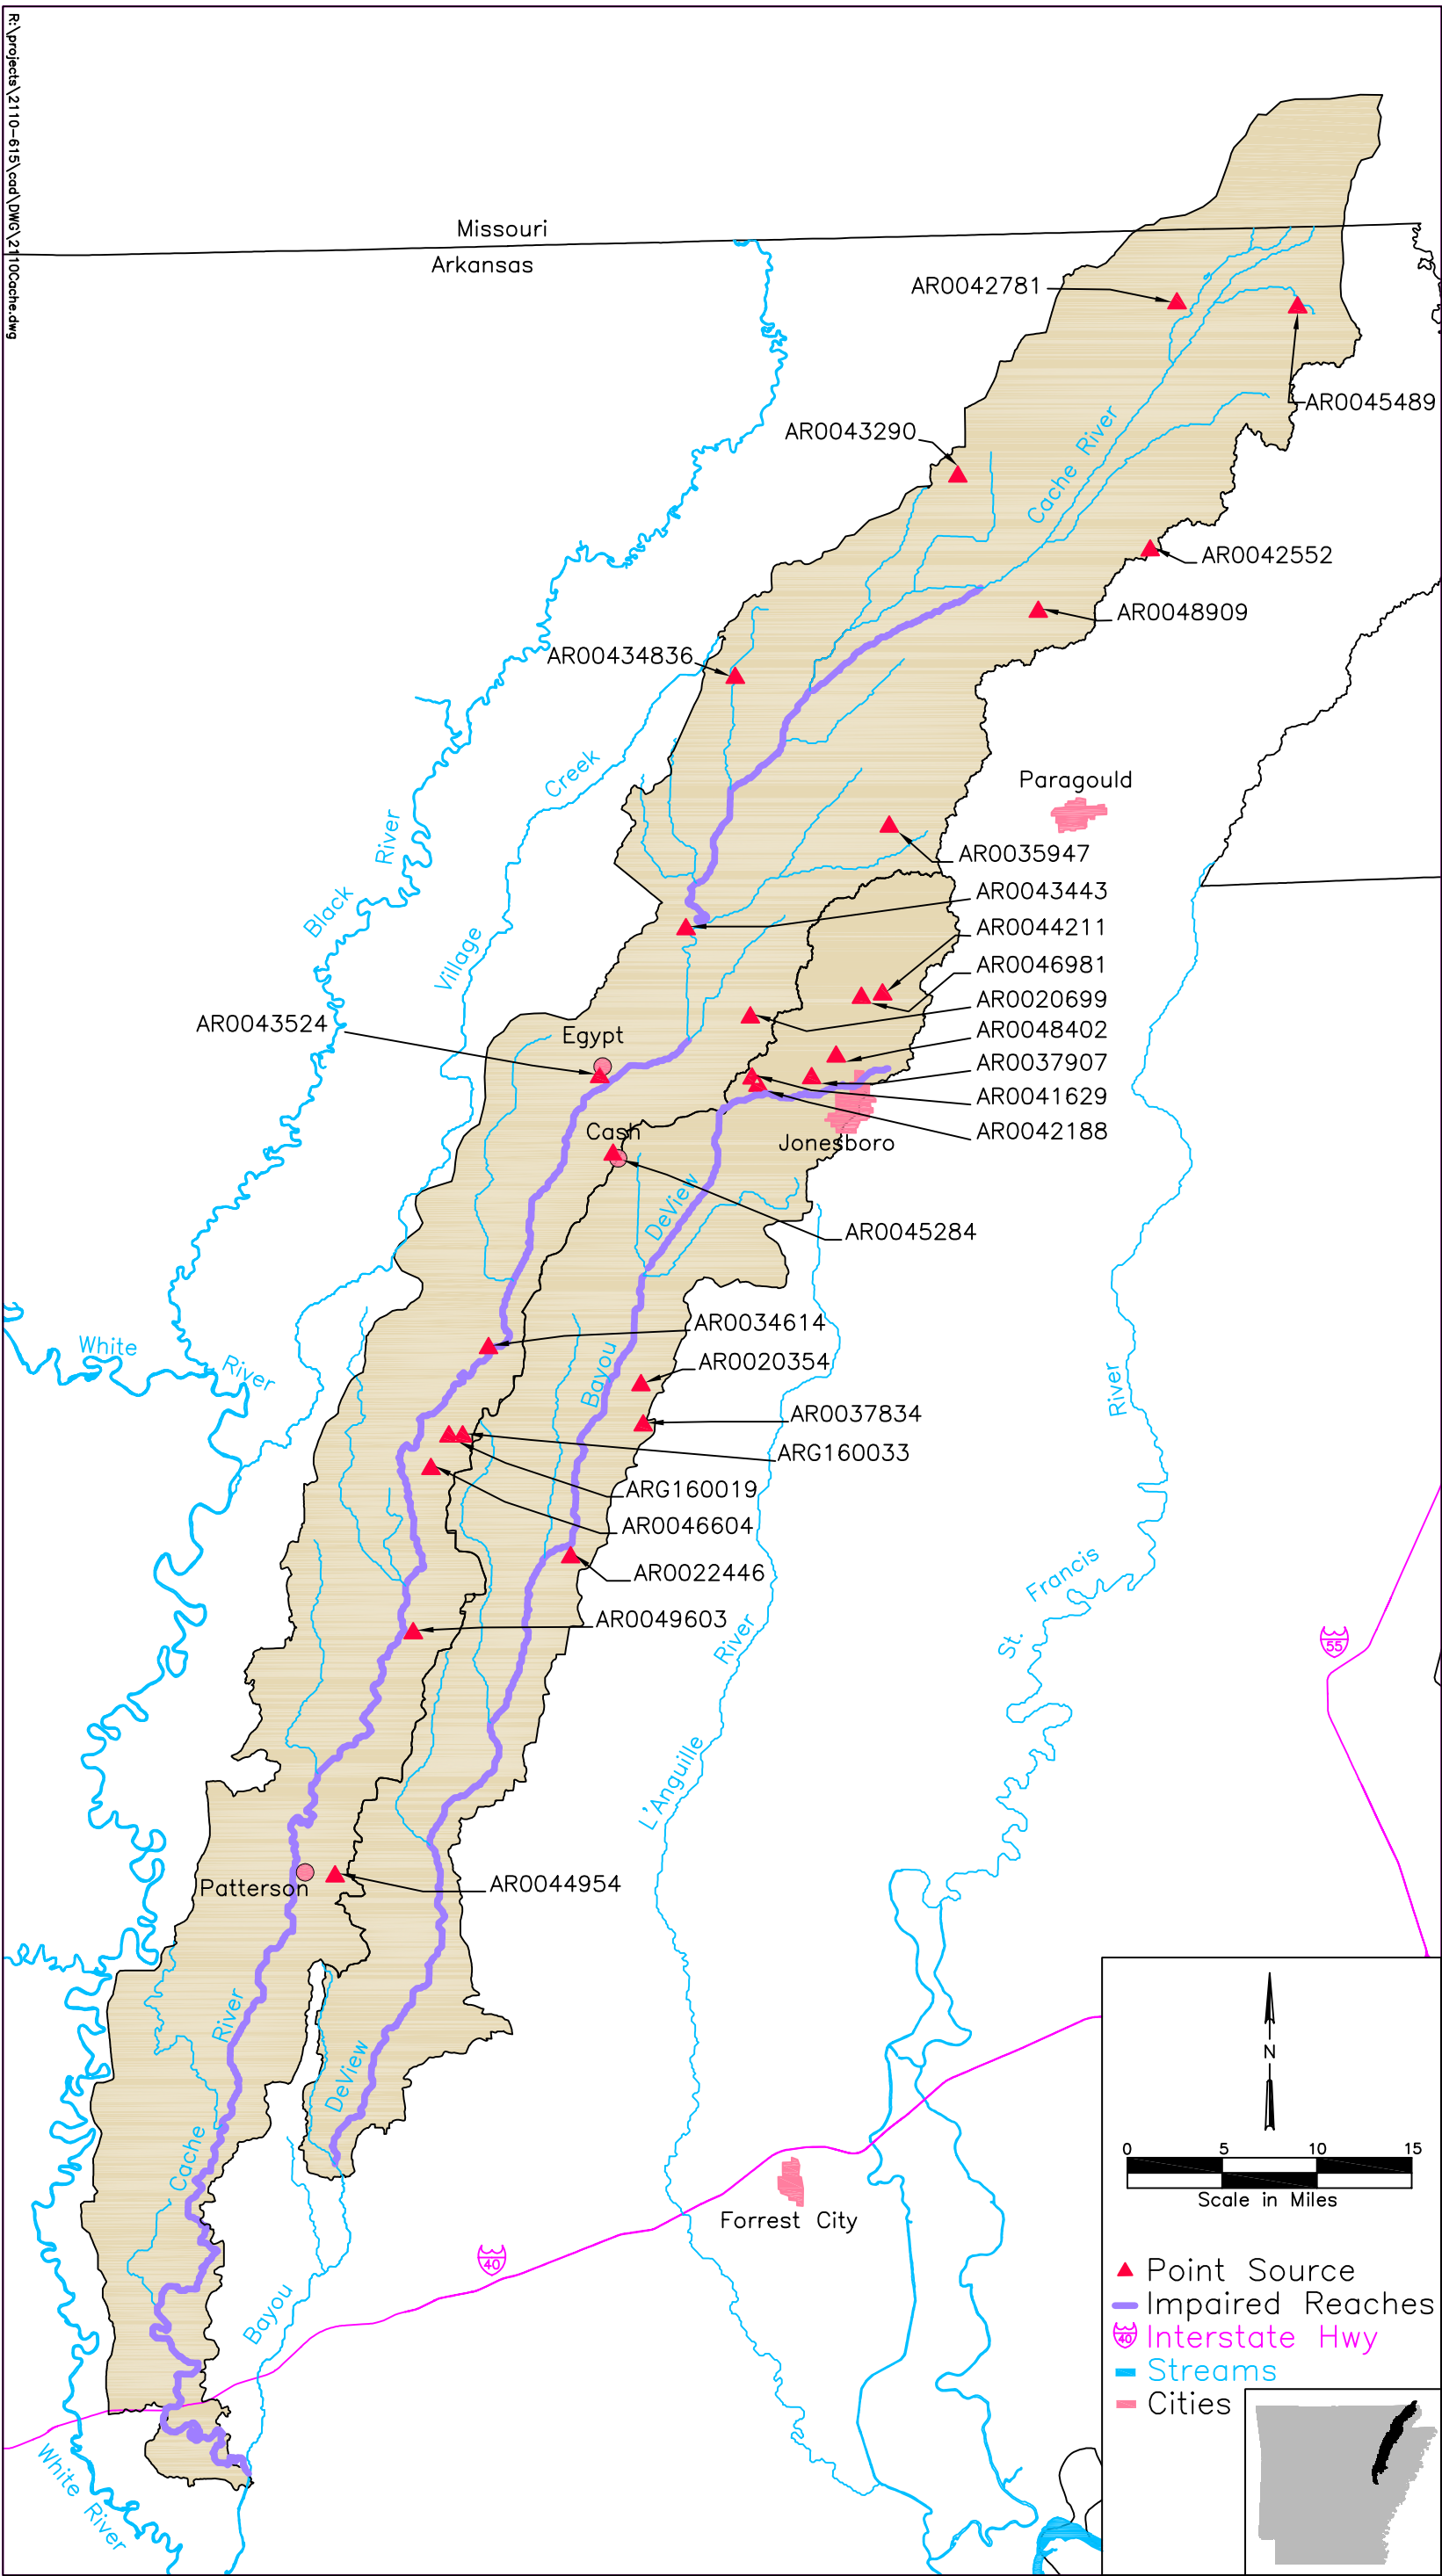 R:\projects\2110-615\cad\DWG\2110Cache.dwg
Missouri
Arkansas
AR0042781
AR0045489
AR0043290
Cache River
AR0042552
AR0048909
AR00434836
Creek
Paragould
River
AR0035947
AR0043443
Black
AR0044211
Village
AR0046981
AR0020699
AR0043524
Egypt
AR0048402
AR0037907
AR0041629
Cash
AR0042188
Jonesboro
DeView
AR0045284
AR0034614
White
River
AR0020354
Bayou
River
AR0037834
ARG160033
ARG160019
AR0046604
AR0022446
Francis
AR0049603
St.
River
55
L'Anguille
AR0044954
Patterson
River
N
DeView
Cache
0 5 10 15
Scale in Miles
Forrest City
40
Bayou
Point Source
Impaired Reaches
40 Interstate Hwy
Streams
Cities
White River